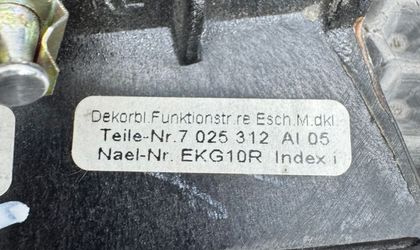 Dekorbl.Funktionstr.re Esch.M.dkl
Teile-Nr.7 025 312 AI 05
Nael-Nr. EKG10R Index i